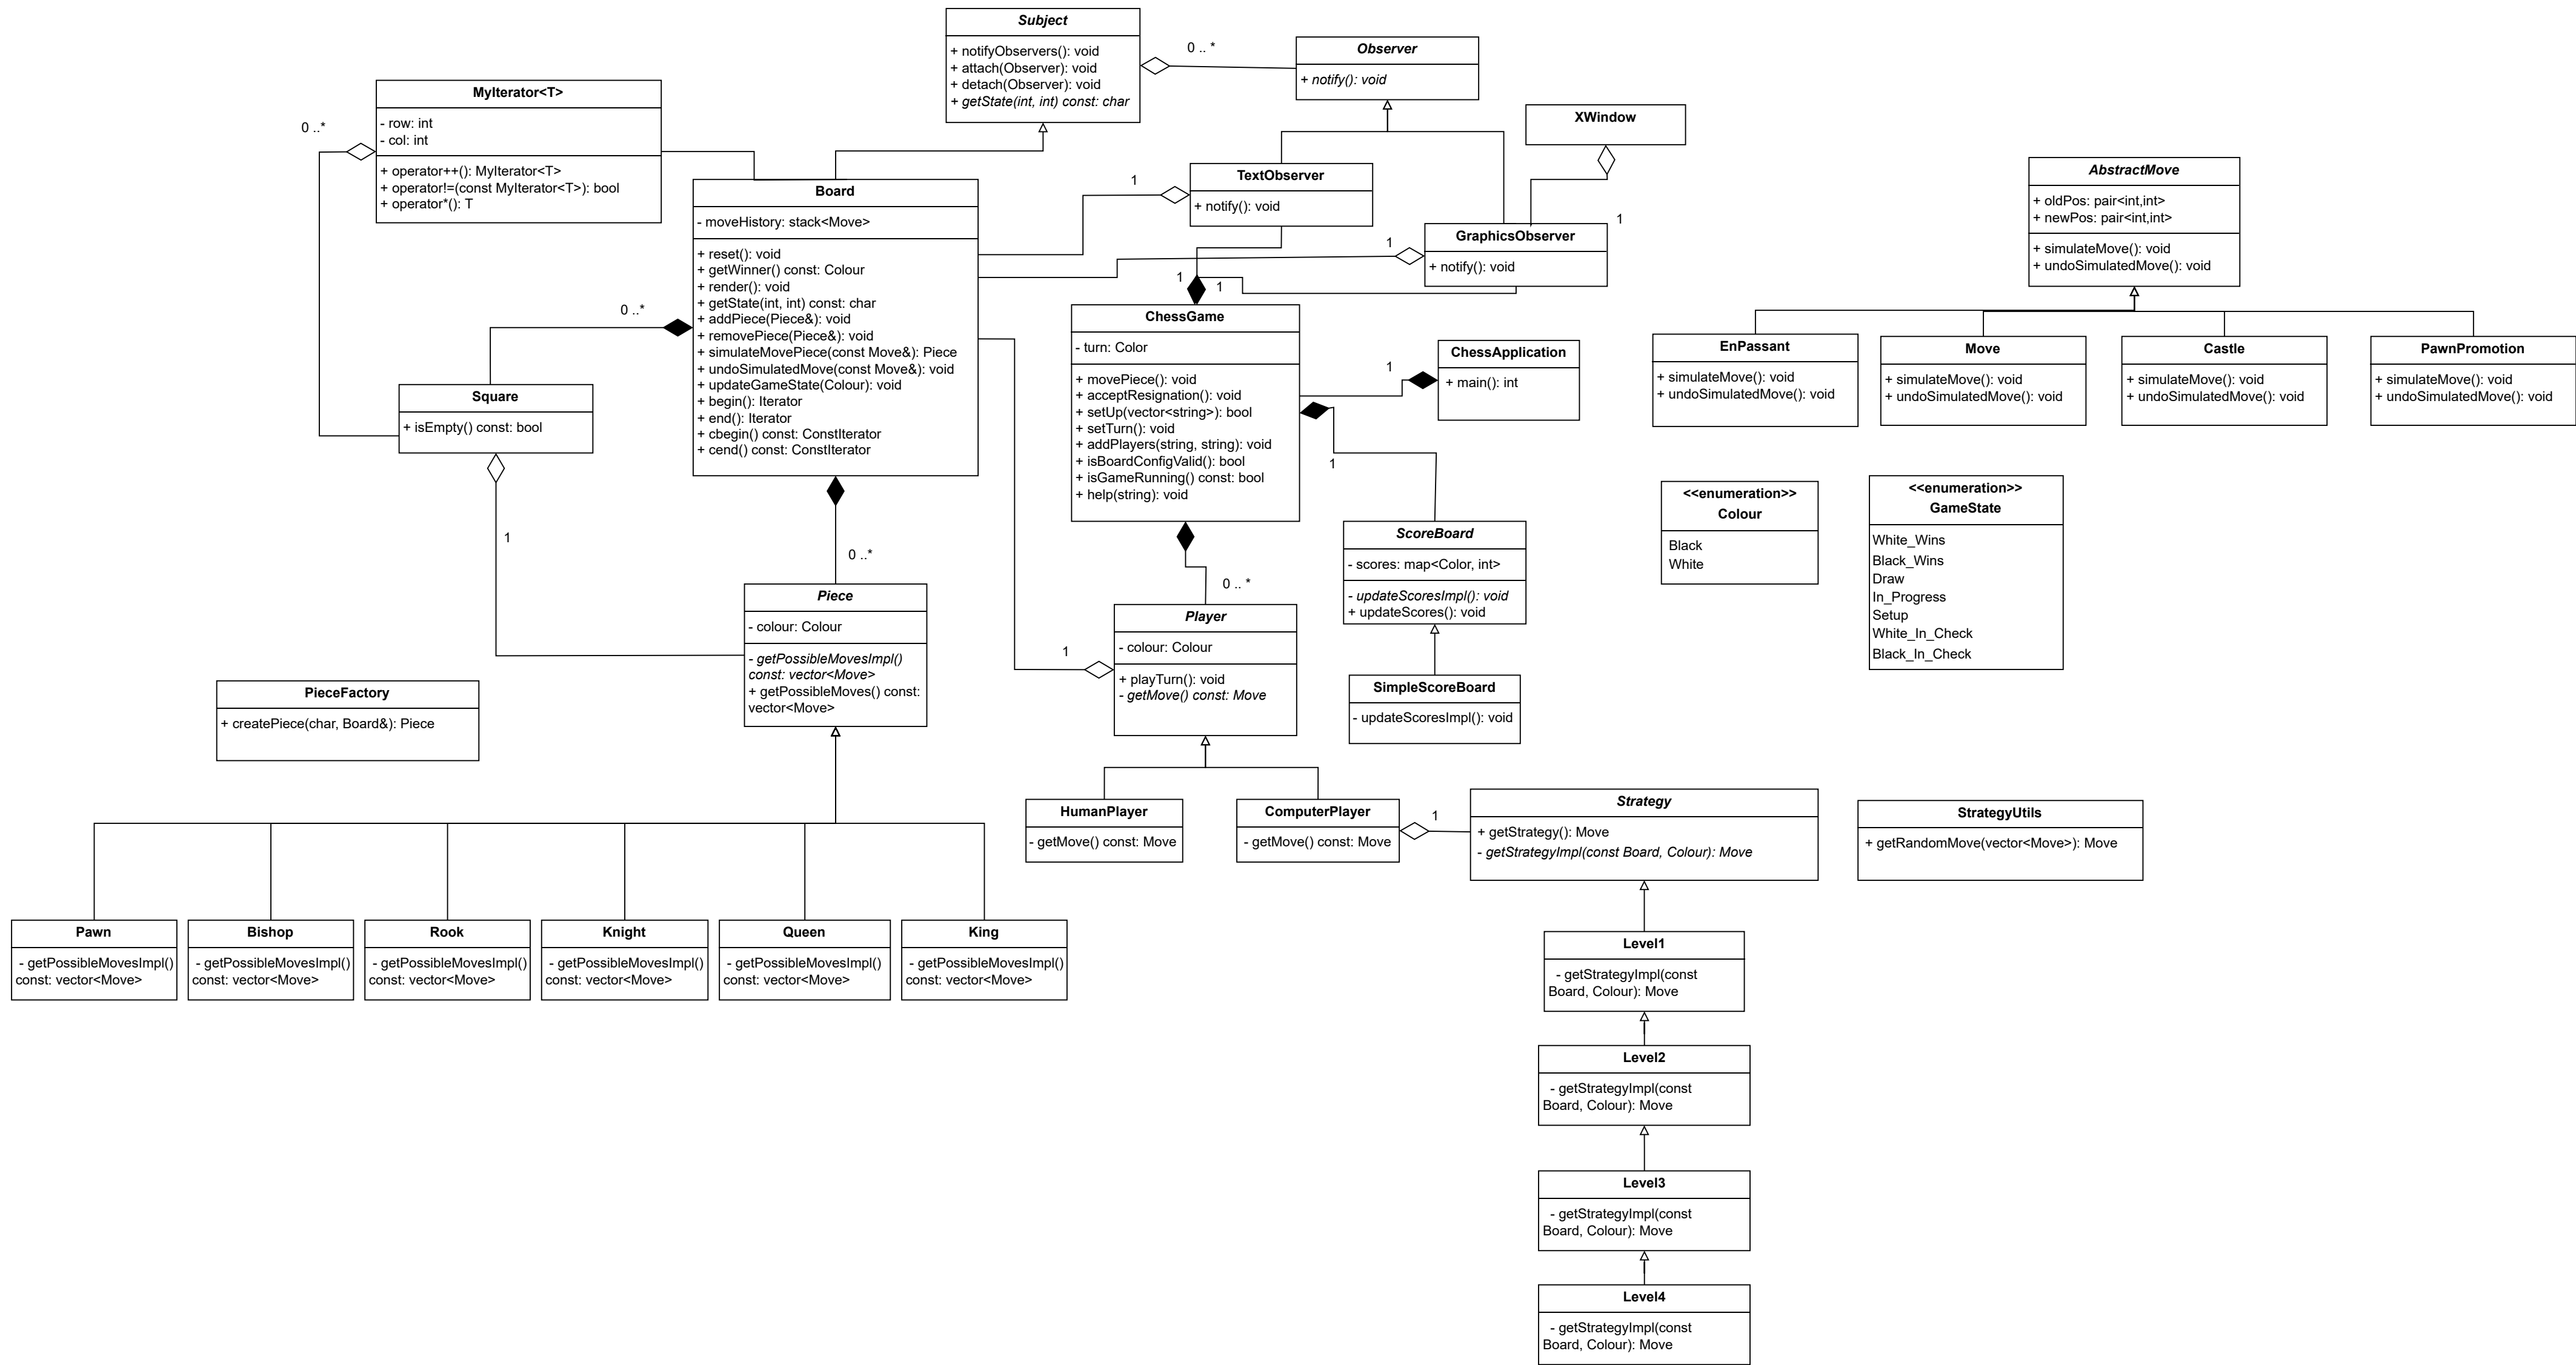 Subject
+ notifyObservers(): void
+ attach(Observer): void
+ detach(Observer): void
+ getState(int, int) const: char
0 .. *
Observer
+ notify(): void
MyIterator<T>
- row: int
- col: int
+ operator++(): MyIterator<T>
+ operator!=(const MyIterator<T>): bool
+ operator*(): T
0 ..*
XWindow
TextObserver
+ notify(): void
1
GraphicsObserver
+ notify(): void
1
1
1
1
AbstractMove
+ oldPos: pair<int,int>
+ newPos: pair<int,int>
+ simulateMove(): void
+ undoSimulatedMove(): void
Board
- moveHistory: stack<Move>
+ reset(): void
+ getWinner() const: Colour
+ render(): void
+ getState(int, int) const: char
+ addPiece(Piece&): void
+ removePiece(Piece&): void
+ simulateMovePiece(const Move&): Piece
+ undoSimulatedMove(const Move&): void
+ updateGameState(Colour): void
+ begin(): Iterator
+ end(): Iterator
+ cbegin() const: ConstIterator
+ cend() const: ConstIterator
0 ..*
ChessGame
- turn: Color
+ movePiece(): void
+ acceptResignation(): void
+ setUp(vector<string>): bool
+ setTurn(): void
+ addPlayers(string, string): void
+ isBoardConfigValid(): bool
+ isGameRunning() const: bool
+ help(string): void
1
ChessApplication
+ main(): int
1
EnPassant
+ simulateMove(): void
+ undoSimulatedMove(): void
Move
+ simulateMove(): void
+ undoSimulatedMove(): void
Castle
+ simulateMove(): void
+ undoSimulatedMove(): void
PawnPromotion
+ simulateMove(): void
+ undoSimulatedMove(): void
Square
+ isEmpty() const: bool
1
0 ..*
<<enumeration>>
Colour
Black
White
<<enumeration>>
GameState
White_Wins
Black_Wins
Draw
In_Progress
Setup
White_In_Check
Black_In_Check
ScoreBoard
- scores: map<Color, int>
- updateScoresImpl(): void
+ updateScores(): void
Piece
- colour: Colour
- getPossibleMovesImpl()
const: vector<Move>
+ getPossibleMoves() const:
vector<Move>
0 .. *
Player
- colour: Colour
+ playTurn(): void
- getMove() const: Move
1
SimpleScoreBoard
- updateScoresImpl(): void
PieceFactory
+ createPiece(char, Board&): Piece
HumanPlayer
- getMove() const: Move
ComputerPlayer
- getMove() const: Move
1
Strategy
+ getStrategy(): Move
- getStrategyImpl(const Board, Colour): Move
StrategyUtils
+ getRandomMove(vector<Move>): Move
Pawn
- getPossibleMovesImpl()
const: vector<Move>
Bishop
- getPossibleMovesImpl()
const: vector<Move>
Rook
- getPossibleMovesImpl()
const: vector<Move>
Knight
- getPossibleMovesImpl()
const: vector<Move>
Queen
- getPossibleMovesImpl()
const: vector<Move>
King
- getPossibleMovesImpl()
const: vector<Move>
Level1
- getStrategyImpl(const
Board, Colour): Move
Level2
- getStrategyImpl(const
Board, Colour): Move
Level3
- getStrategyImpl(const
Board, Colour): Move
Level4
- getStrategyImpl(const
Board, Colour): Move